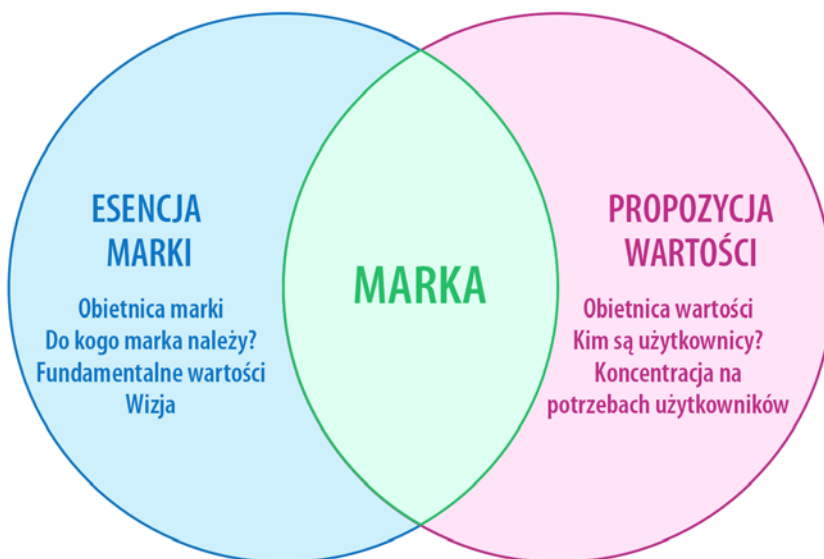 ESENCJA
MARKI
Obietnica marki
Do kogo marka należy?
Fundamentalne wartości
Wizja
MARKA
PROPOZYCJA
WARTOŚCI
Obietnica wartości
Kim są użytkownicy?
Koncentracja na
potrzebach użytkowników